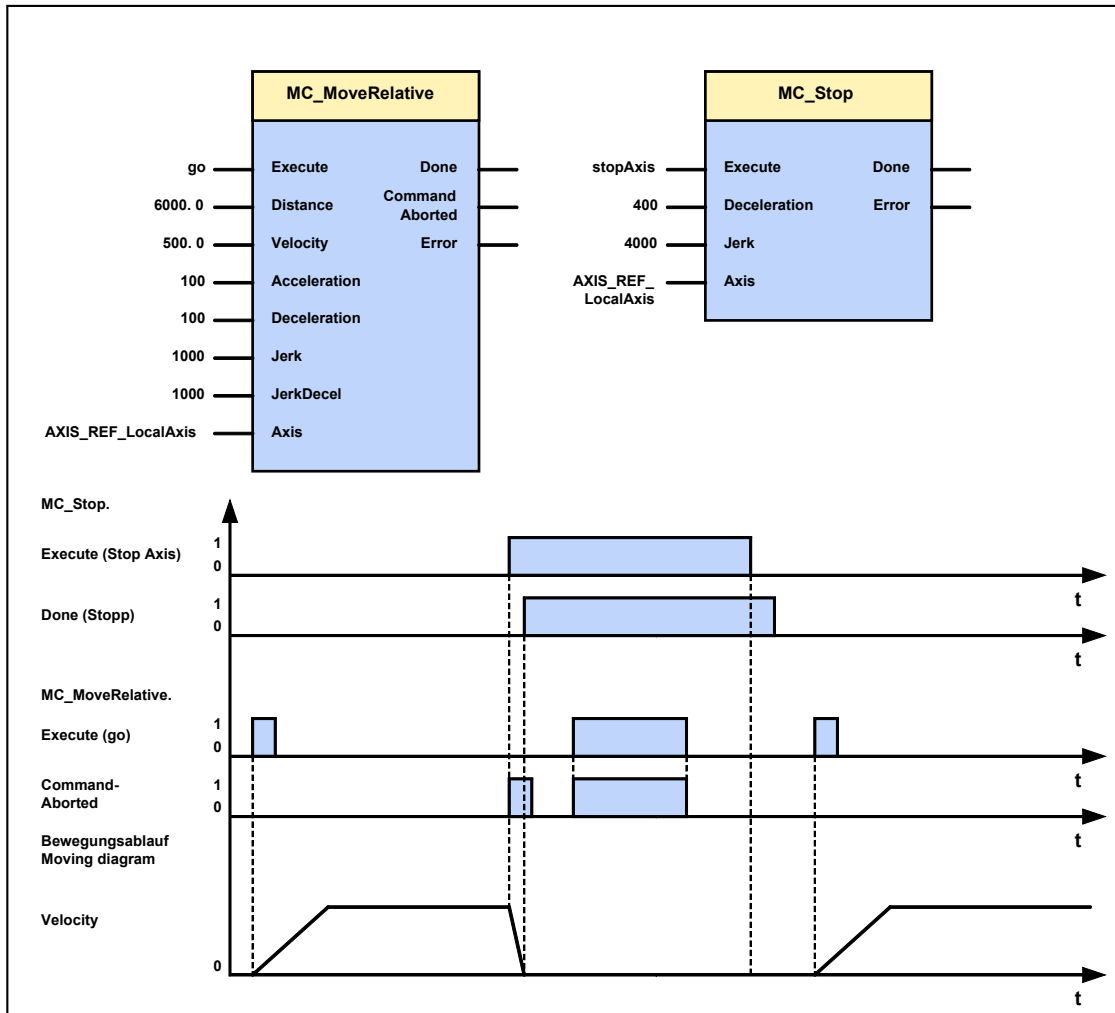 MC_MoveRelative
MC_Stop
go Execute Done
6000. 0 Distance Command
Aborted
500. 0 Velocity Error
100 Acceleration
100 Deceleration
1000 Jerk
1000 JerkDecel
AXIS_REF_LocalAxis Axis
stopAxis Execute Done
400 Deceleration Error
4000 Jerk
AXIS_REF_
LocalAxis
Axis
MC_Stop.
Execute (Stop Axis)
1
0
t
Done (Stopp)
1
0
t
MC_MoveRelative.
Execute (go)
1
0
t
Command-
Aborted
1
0
t
Bewegungsablauf
Moving diagram
Velocity
0
t